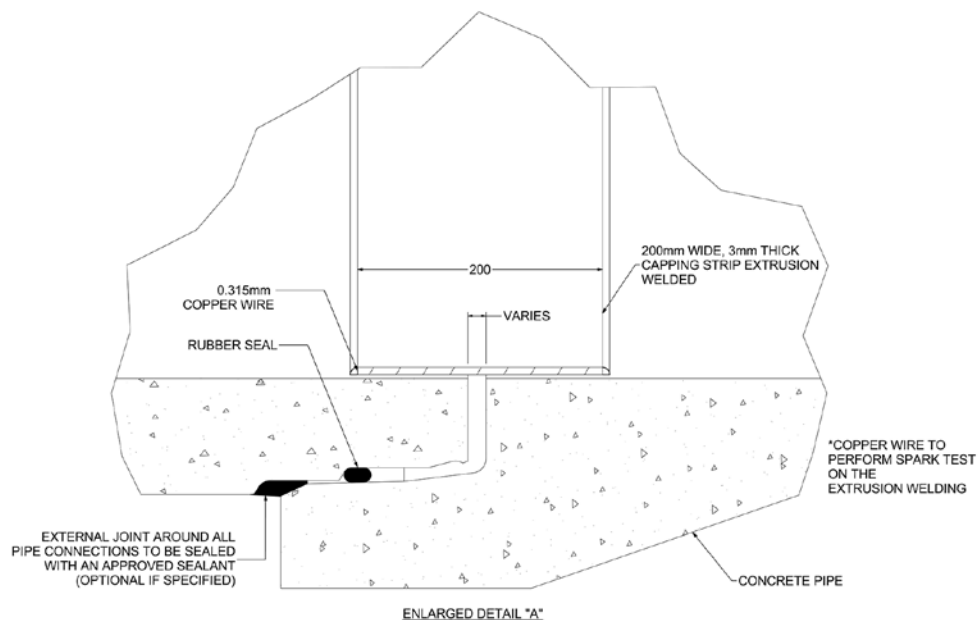 200
200mm WIDE, 3mm THICK
CAPPING STRIP EXTRUSION
WELDED
0.315mm
COPPER WIRE
VARIES
RUBBER SEAL
*COPPER WIRE TO
PERFORM SPARK TEST
ON THE
EXTRUSION WELDING
EXTERNAL JOINT AROUND ALL
PIPE CONNECTIONS TO BE SEALED
WITH AN APPROVED SEALANT
(OPTIONAL IF SPECIFIED)
CONCRETE PIPE
ENLARGED DETAIL "A"